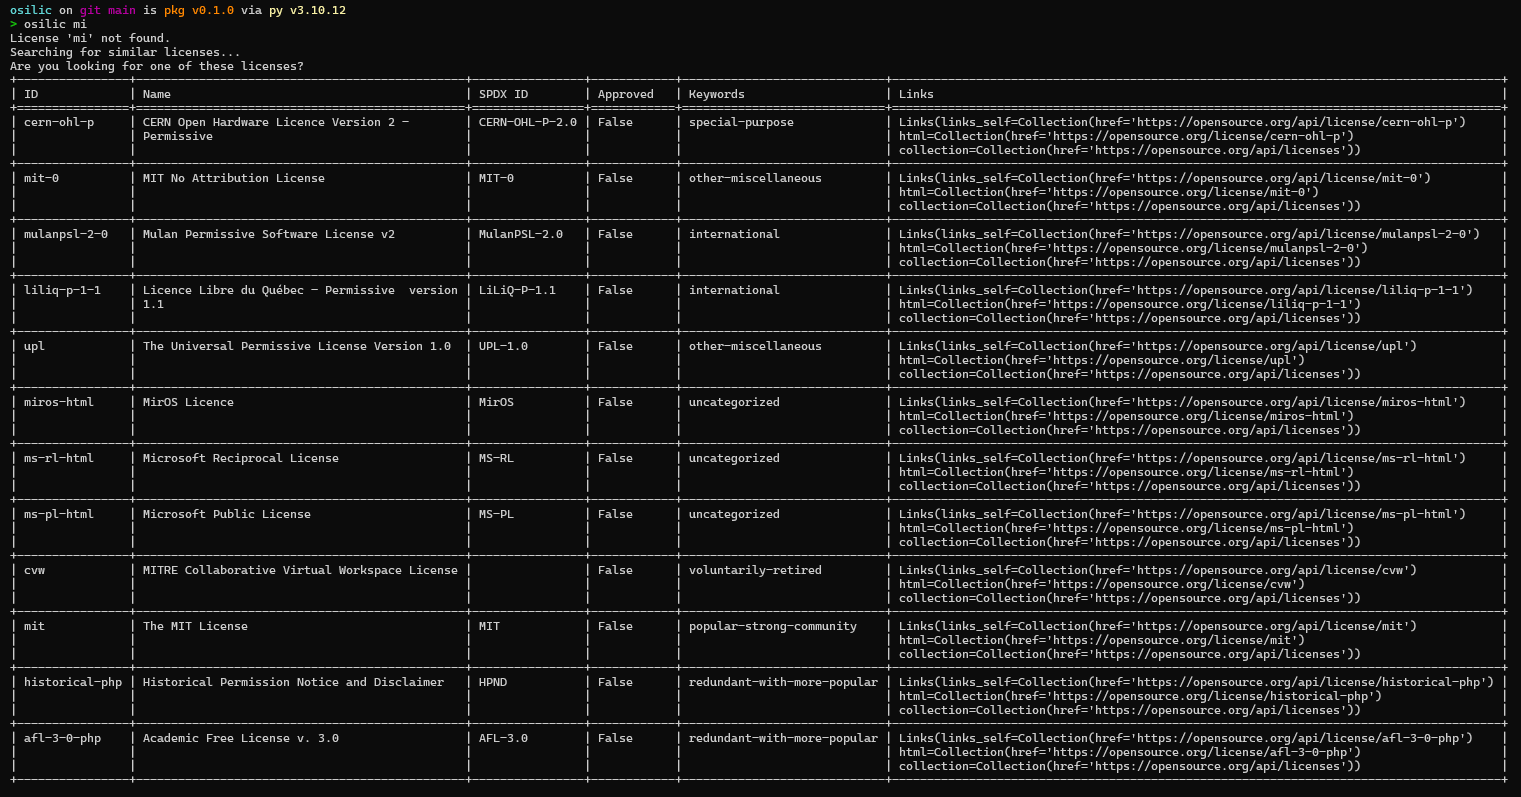 osilic on git main is pkg v0.1.0 via py v3.10.12
> osilic mi
License 'mi' not found.
Searching for similar licenses...
Are you looking for one of these licenses?
| ID | Name | SPDX ID | Approved | Keywords | Links |
| cern-ohl-p | CERN Open Hardware Licence Version 2 - | CERN-OHL-P-2.0 | False | special-purpose | Links(links_self=Collection(href='https://opensource.org/api/license/cern-ohl-p') |
| | Permissive | | | | html=Collection(href='https://opensource.org/license/cern-ohl-p') |
| | | | | | collection=Collection(href='https://opensource.org/api/licenses')) |
| mit-0 | MIT No Attribution License | MIT-0 | False | other-miscellaneous | Links(links_self=Collection(href='https://opensource.org/api/license/mit-0') |
| | | | | | html=Collection(href='https://opensource.org/license/mit-0') |
| | | | | | collection=Collection(href='https://opensource.org/api/licenses')) |
| mulanpsl-2-0 | Mulan Permissive Software License v2 | MulanPSL-2.0 | False | international | Links(links_self=Collection(href='https://opensource.org/api/license/mulanpsl-2-0') |
| | | | | | html=Collection(href='https://opensource.org/license/mulanpsl-2-0') |
| | | | | | collection=Collection(href='https://opensource.org/api/licenses')) |
| liliq-p-1-1 | Licence Libre du Québec - Permissive  version | LiLiQ-P-1.1 | False | international | Links(links_self=Collection(href='https://opensource.org/api/license/liliq-p-1-1') |
| | 1.1 | | | | html=Collection(href='https://opensource.org/license/liliq-p-1-1') |
| | | | | | collection=Collection(href='https://opensource.org/api/licenses')) |
| upl | The Universal Permissive License Version 1.0 | UPL-1.0 | False | other-miscellaneous | Links(links_self=Collection(href='https://opensource.org/api/license/upl') |
| | | | | | html=Collection(href='https://opensource.org/license/upl') |
| | | | | | collection=Collection(href='https://opensource.org/api/licenses')) |
| miros-html | MirOS Licence | MirOS | False | uncategorized | Links(links_self=Collection(href='https://opensource.org/api/license/miros-html') |
| | | | | | html=Collection(href='https://opensource.org/license/miros-html') |
| | | | | | collection=Collection(href='https://opensource.org/api/licenses')) |
| ms-rl-html | Microsoft Reciprocal License | MS-RL | False | uncategorized | Links(links_self=Collection(href='https://opensource.org/api/license/ms-rl-html') |
| | | | | | html=Collection(href='https://opensource.org/license/ms-rl-html') |
| | | | | | collection=Collection(href='https://opensource.org/api/licenses')) |
| ms-pl-html | Microsoft Public License | MS-PL | False | uncategorized | Links(links_self=Collection(href='https://opensource.org/api/license/ms-pl-html') |
| | | | | | html=Collection(href='https://opensource.org/license/ms-pl-html') |
| | | | | | collection=Collection(href='https://opensource.org/api/licenses')) |
| cvw | MITRE Collaborative Virtual Workspace License | | False | voluntarily-retired | Links(links_self=Collection(href='https://opensource.org/api/license/cvw') |
| | | | | | html=Collection(href='https://opensource.org/license/cvw') |
| | | | | | collection=Collection(href='https://opensource.org/api/licenses')) |
| mit | The MIT License | MIT | False | popular-strong-community | Links(links_self=Collection(href='https://opensource.org/api/license/mit') |
| | | | | | html=Collection(href='https://opensource.org/license/mit') |
| | | | | | collection=Collection(href='https://opensource.org/api/licenses')) |
| historical-php | Historical Permission Notice and Disclaimer | HPND | False | redundant-with-more-popular | Links(links_self=Collection(href='https://opensource.org/api/license/historical-php') |
| | | | | | html=Collection(href='https://opensource.org/license/historical-php') |
| | | | | | collection=Collection(href='https://opensource.org/api/licenses')) |
| afl-3-0-php | Academic Free License v. 3.0 | AFL-3.0 | False | redundant-with-more-popular | Links(links_self=Collection(href='https://opensource.org/api/license/afl-3-0-php') |
| | | | | | html=Collection(href='https://opensource.org/license/afl-3-0-php') |
| | | | | | collection=Collection(href='https://opensource.org/api/licenses')) |